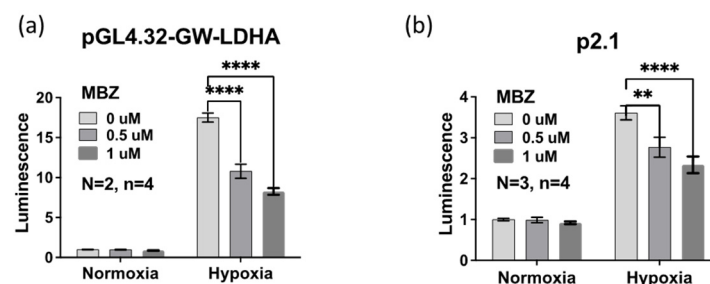 (a)
pGL4.32-GW-LDHA
Luminescence
20
15
10
5
0
MBZ
0 uM
0.5 uM
1 uM
N=2, n=4
****
****
Normoxia
Hypoxia
(b)
p2.1
Luminescence
4
3
2
1
0
MBZ
0 uM
0.5 uM
1 uM
N=3, n=4
****
**
Normoxia
Hypoxia